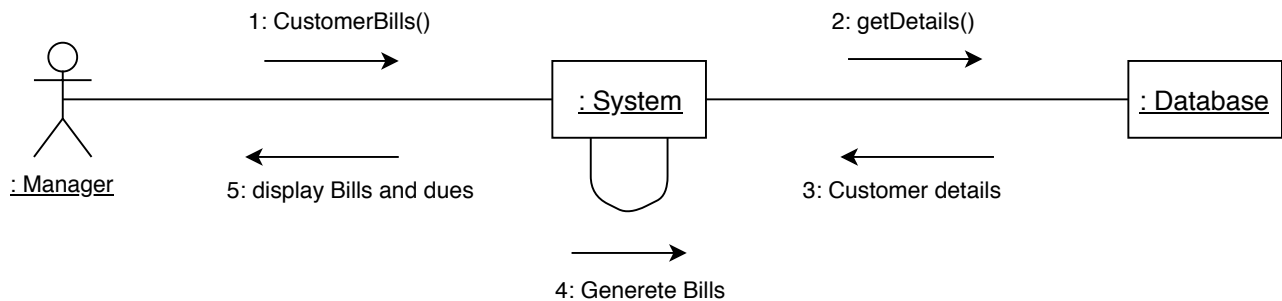 1: CustomerBills()
2: getDetails()
: System
: Database
: Manager
5: display Bills and dues
3: Customer details
4: Generete Bills